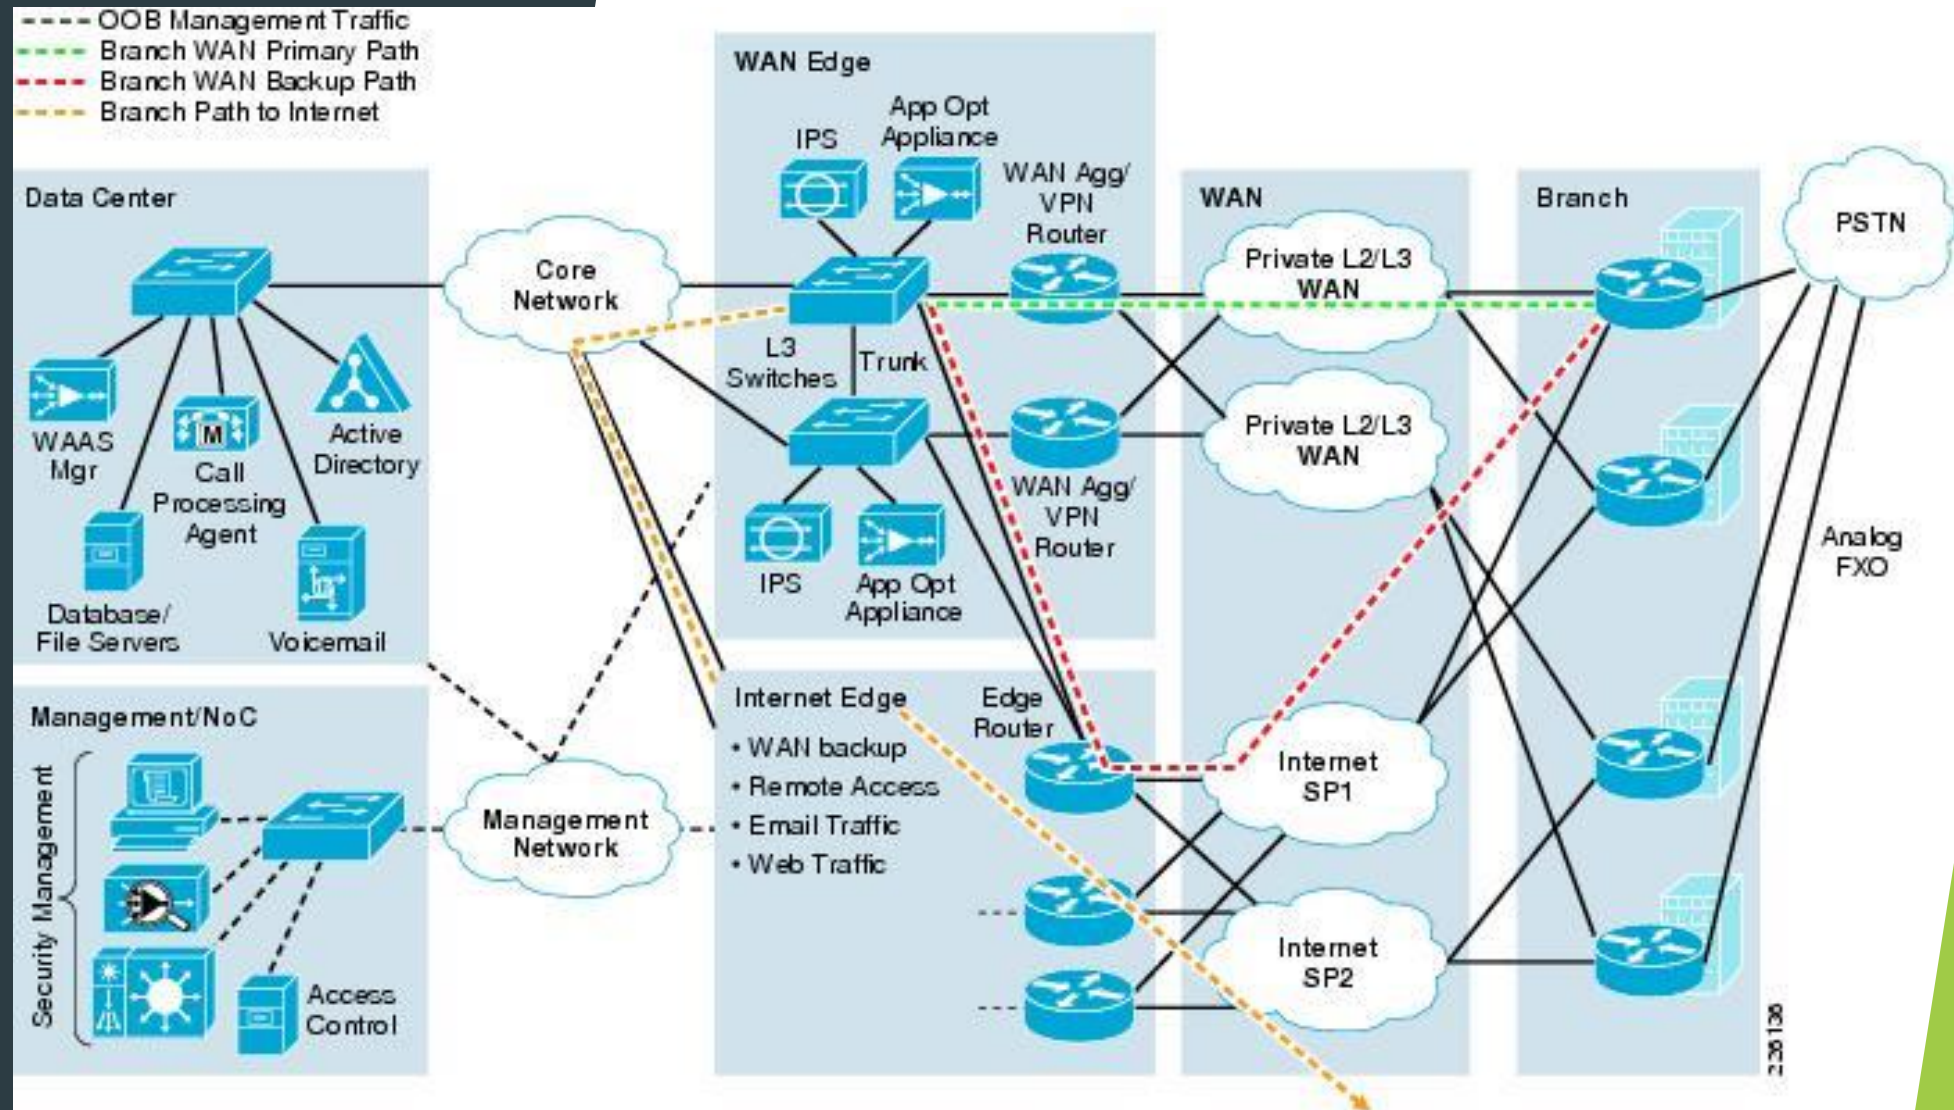 OOB Management Traffic
Branch WAN Primary Path
Branch WAN Backup Path
Branch Path to Internet
Data Center
WAAS
Mgr
Call
Processing
Agent
Active
Directory
Database/
File Servers
Voicemail
Core
Network
WAN Edge
IPS
App Opt
Appliance
WAN Agg/
VPN
Router
L3
Switches
Trunk
IPS
App Opt
Appliance
WAN Agg/
VPN
Router
WAN
Private L2/L3
WAN
Private L2/L3
WAN
Branch
PSTN
Analog
FXO
Management/NoC
Security Management
M
Access
Control
Management
Network
Internet Edge
• WAN backup
• Remote Access
• Email Traffic
• Web Traffic
Edge
Router
Internet
SP1
Internet
SP2
226136